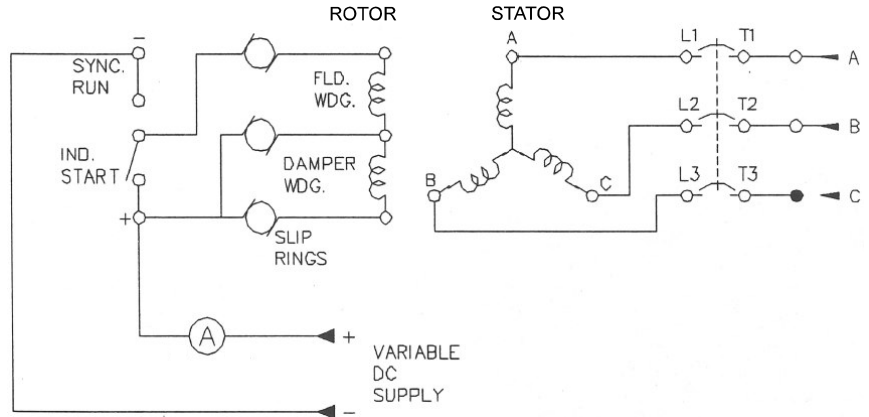 ROTOR
STATOR
−
SYNC.
RUN
IND.
START
+
FLD.
WDG.
DAMPER
WDG.
SLIP
RINGS
A
+
VARIABLE
DC
SUPPLY
−
A
B
C
L1 T1
A
L2 T2
B
L3 T3
C